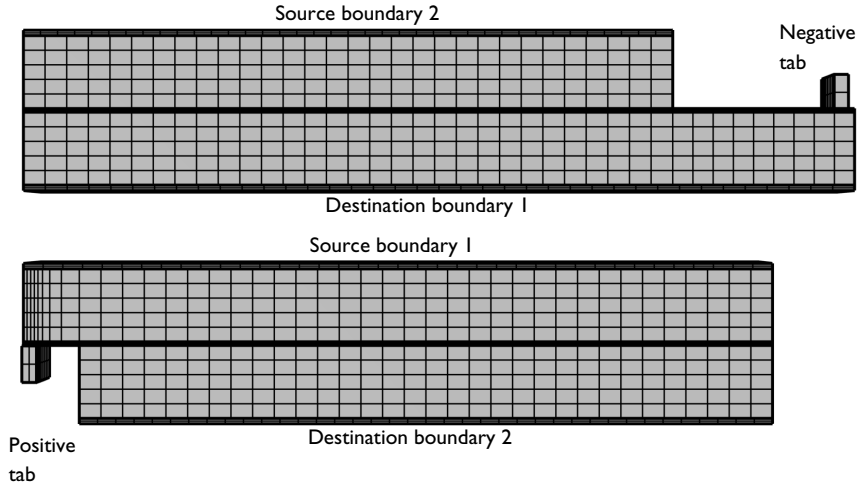 Source boundary 2
Negative
tab
Destination boundary 1
Source boundary 1
Destination boundary 2
Positive
tab